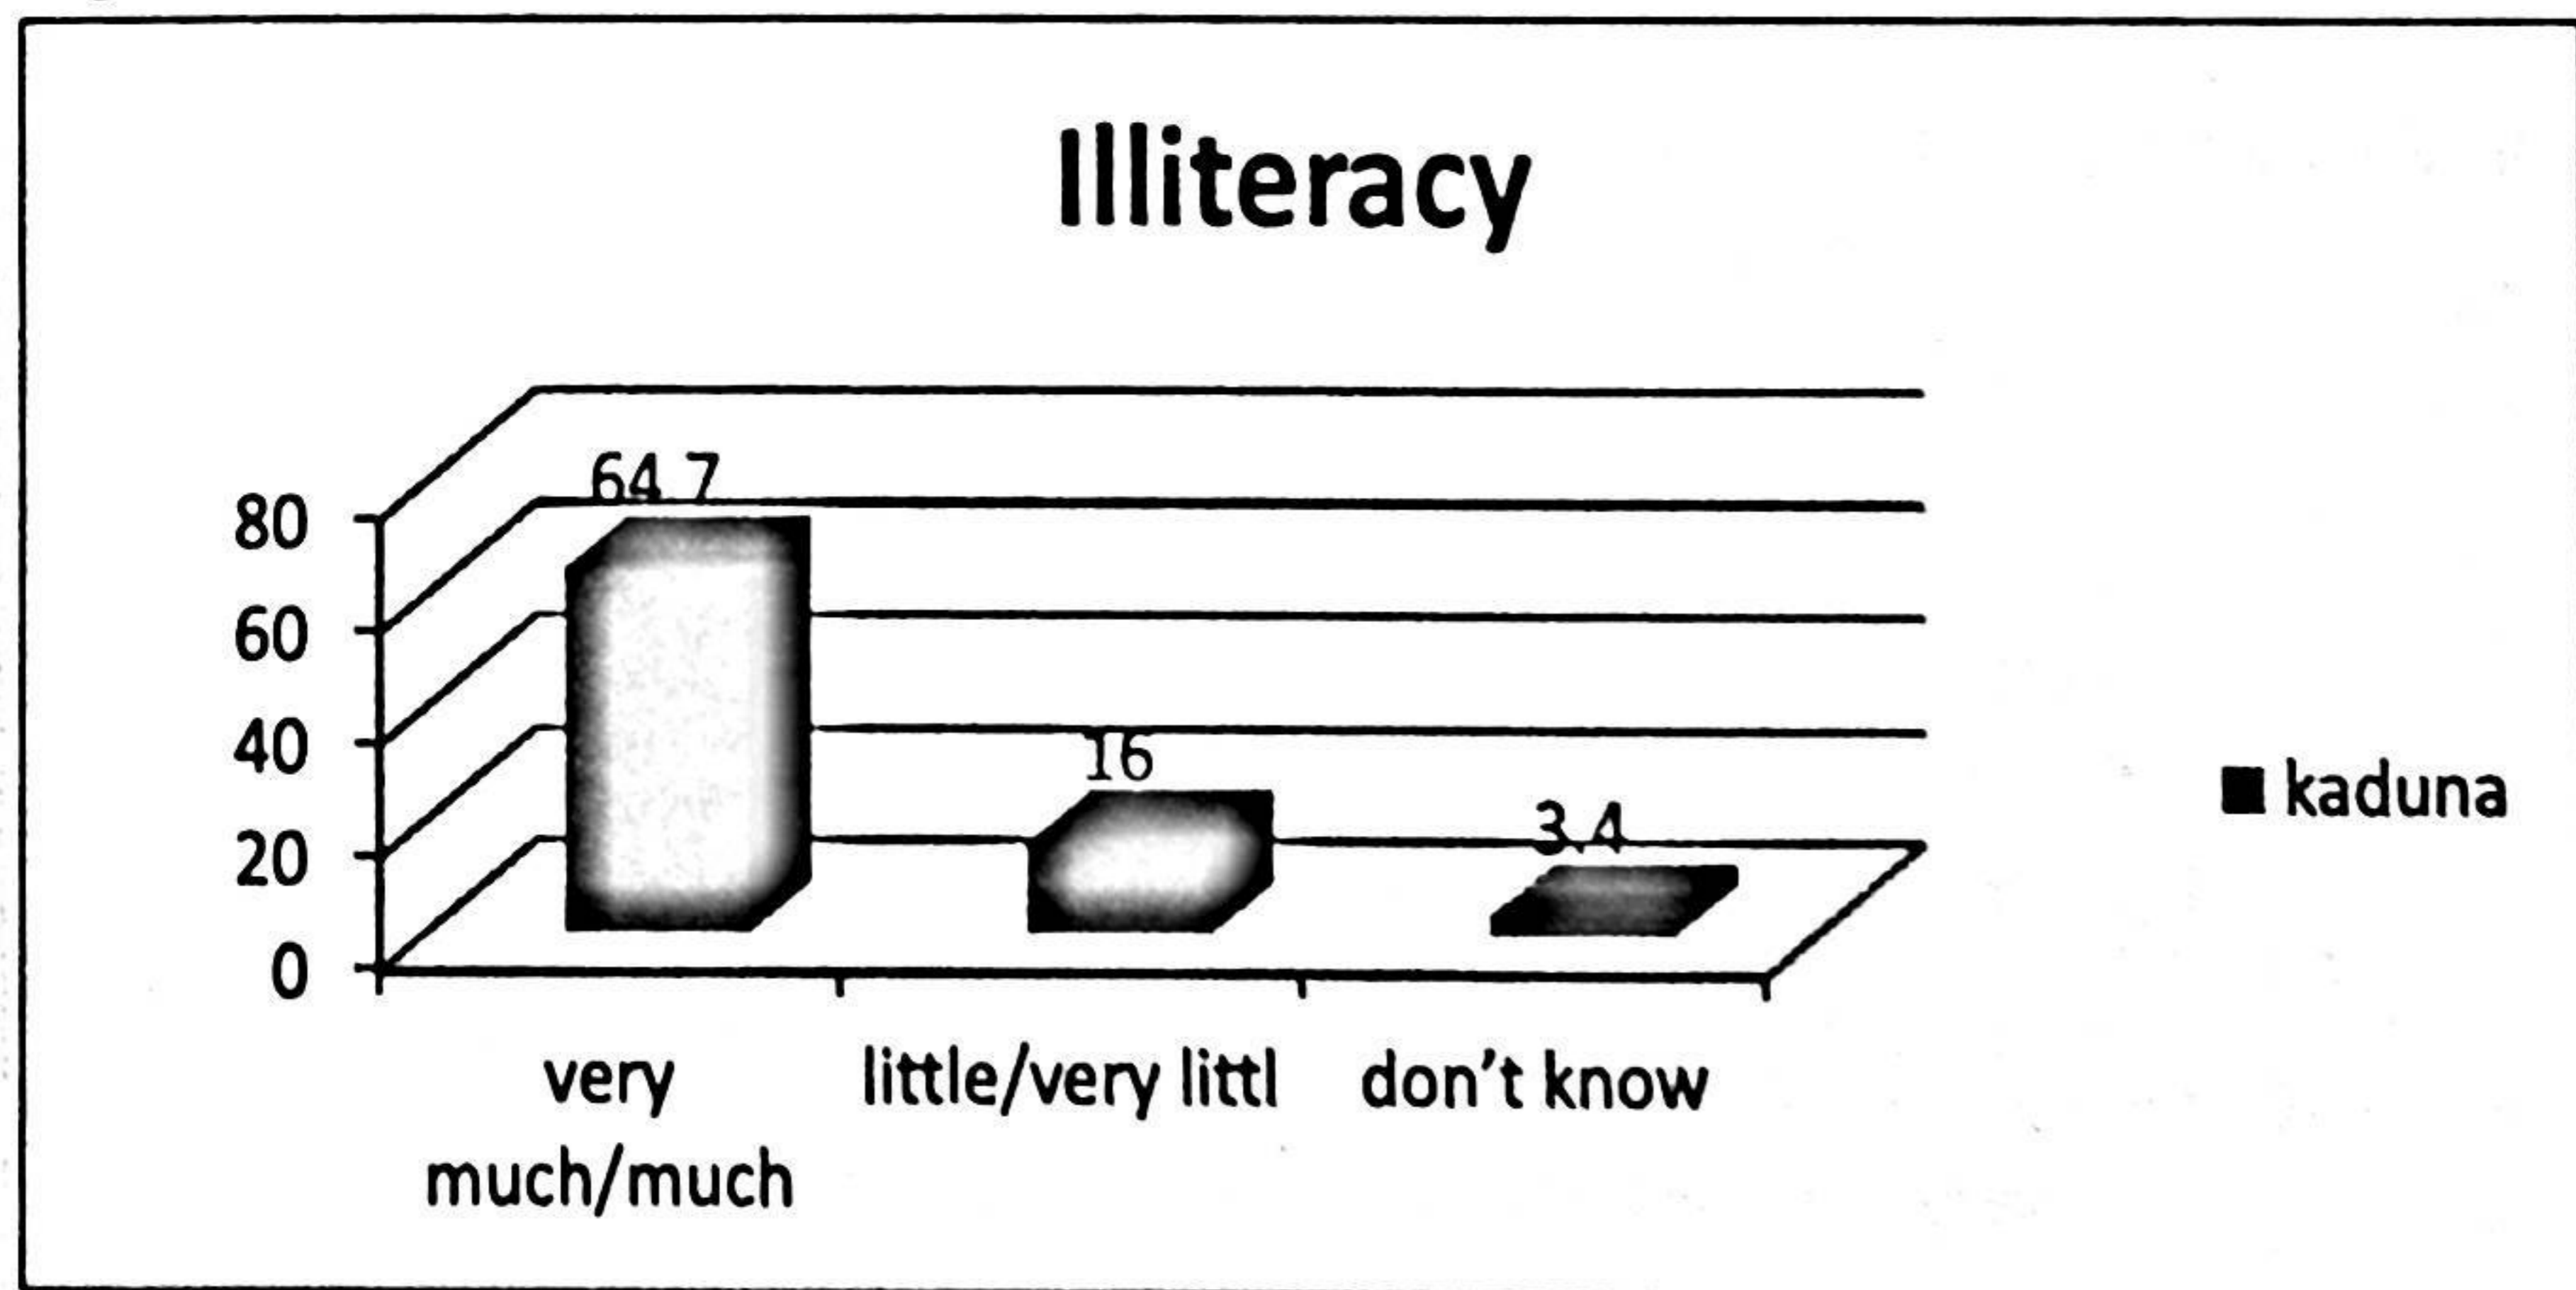 Illiteracy
64.7
80
60
40
20
0
16
3.4
kaduna
very
much/much
little/very littl
don't know